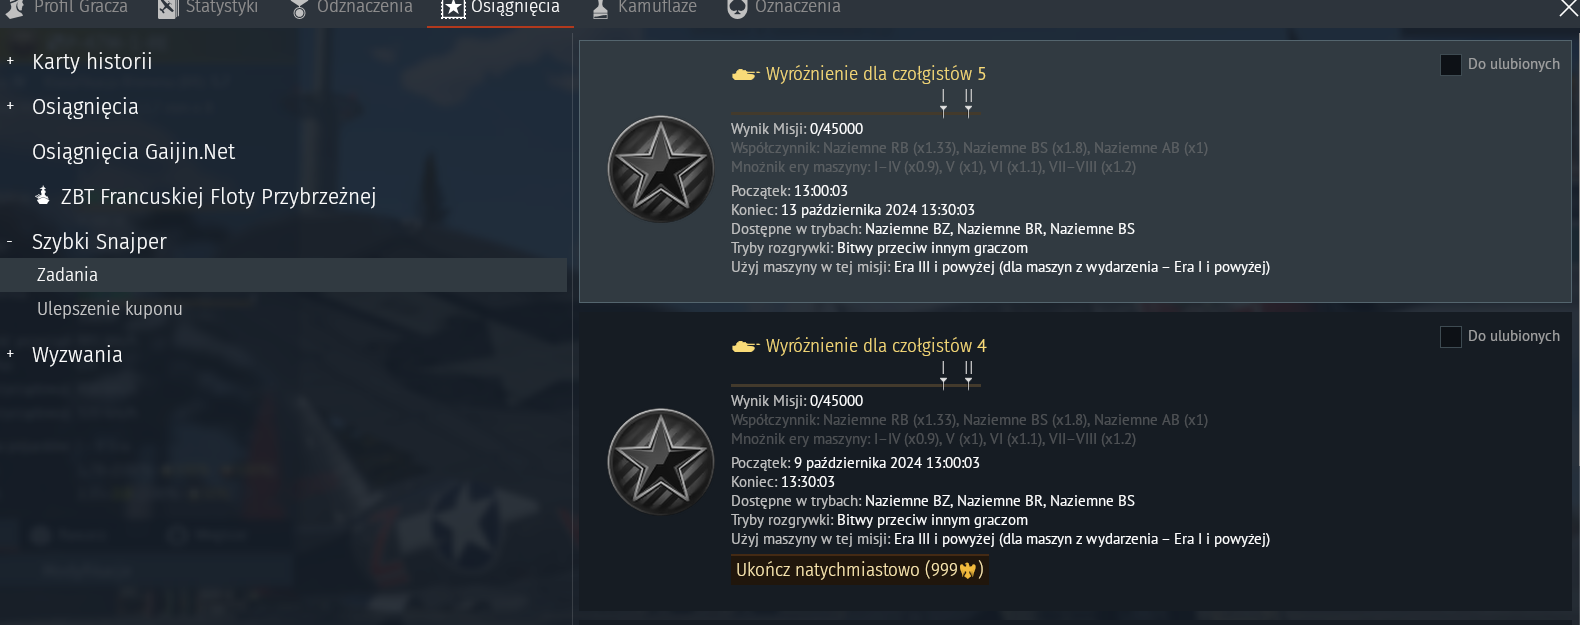 Profil Gracza
Statystyki
Odznaczenia
Osiągnięcia
Kamuflaże
Oznaczenia
+ Karty historii
+ Osiągnięcia
Osiągnięcia Gaijin.Net
ZBT Francuskiej Floty Przybrzeżnej
- Szybki Snajper
Zadania
Ulepszenie kuponu
+ Wyzwania
Wyróżnienie dla czołgistów 5
Do ulubionych
I II
Wynik Misji: 0/45000
Współczynnik: Naziemne RB (x1.33), Naziemne BS (x1.8), Naziemne AB (x1)
Mnożnik ery maszyny: I–IV (x0.9), V (x1), VI (x1.1), VII–VIII (x1.2)
Początek: 13:00:03
Koniec: 13 października 2024 13:30:03
Dostępne w trybach: Naziemne BZ, Naziemne BR, Naziemne BS
Tryby rozgrywki: Bitwy przeciw innym graczom
Użyj maszyny w tej misji: Era III i powyżej (dla maszyn z wydarzenia – Era I i powyżej)
Wyróżnienie dla czołgistów 4
Do ulubionych
I II
Wynik Misji: 0/45000
Współczynnik: Naziemne RB (x1.33), Naziemne BS (x1.8), Naziemne AB (x1)
Mnożnik ery maszyny: I–IV (x0.9), V (x1), VI (x1.1), VII–VIII (x1.2)
Początek: 9 października 2024 13:00:03
Koniec: 13:30:03
Dostępne w trybach: Naziemne BZ, Naziemne BR, Naziemne BS
Tryby rozgrywki: Bitwy przeciw innym graczom
Użyj maszyny w tej misji: Era III i powyżej (dla maszyn z wydarzenia – Era I i powyżej)
Ukończ natychmiastowo (999)